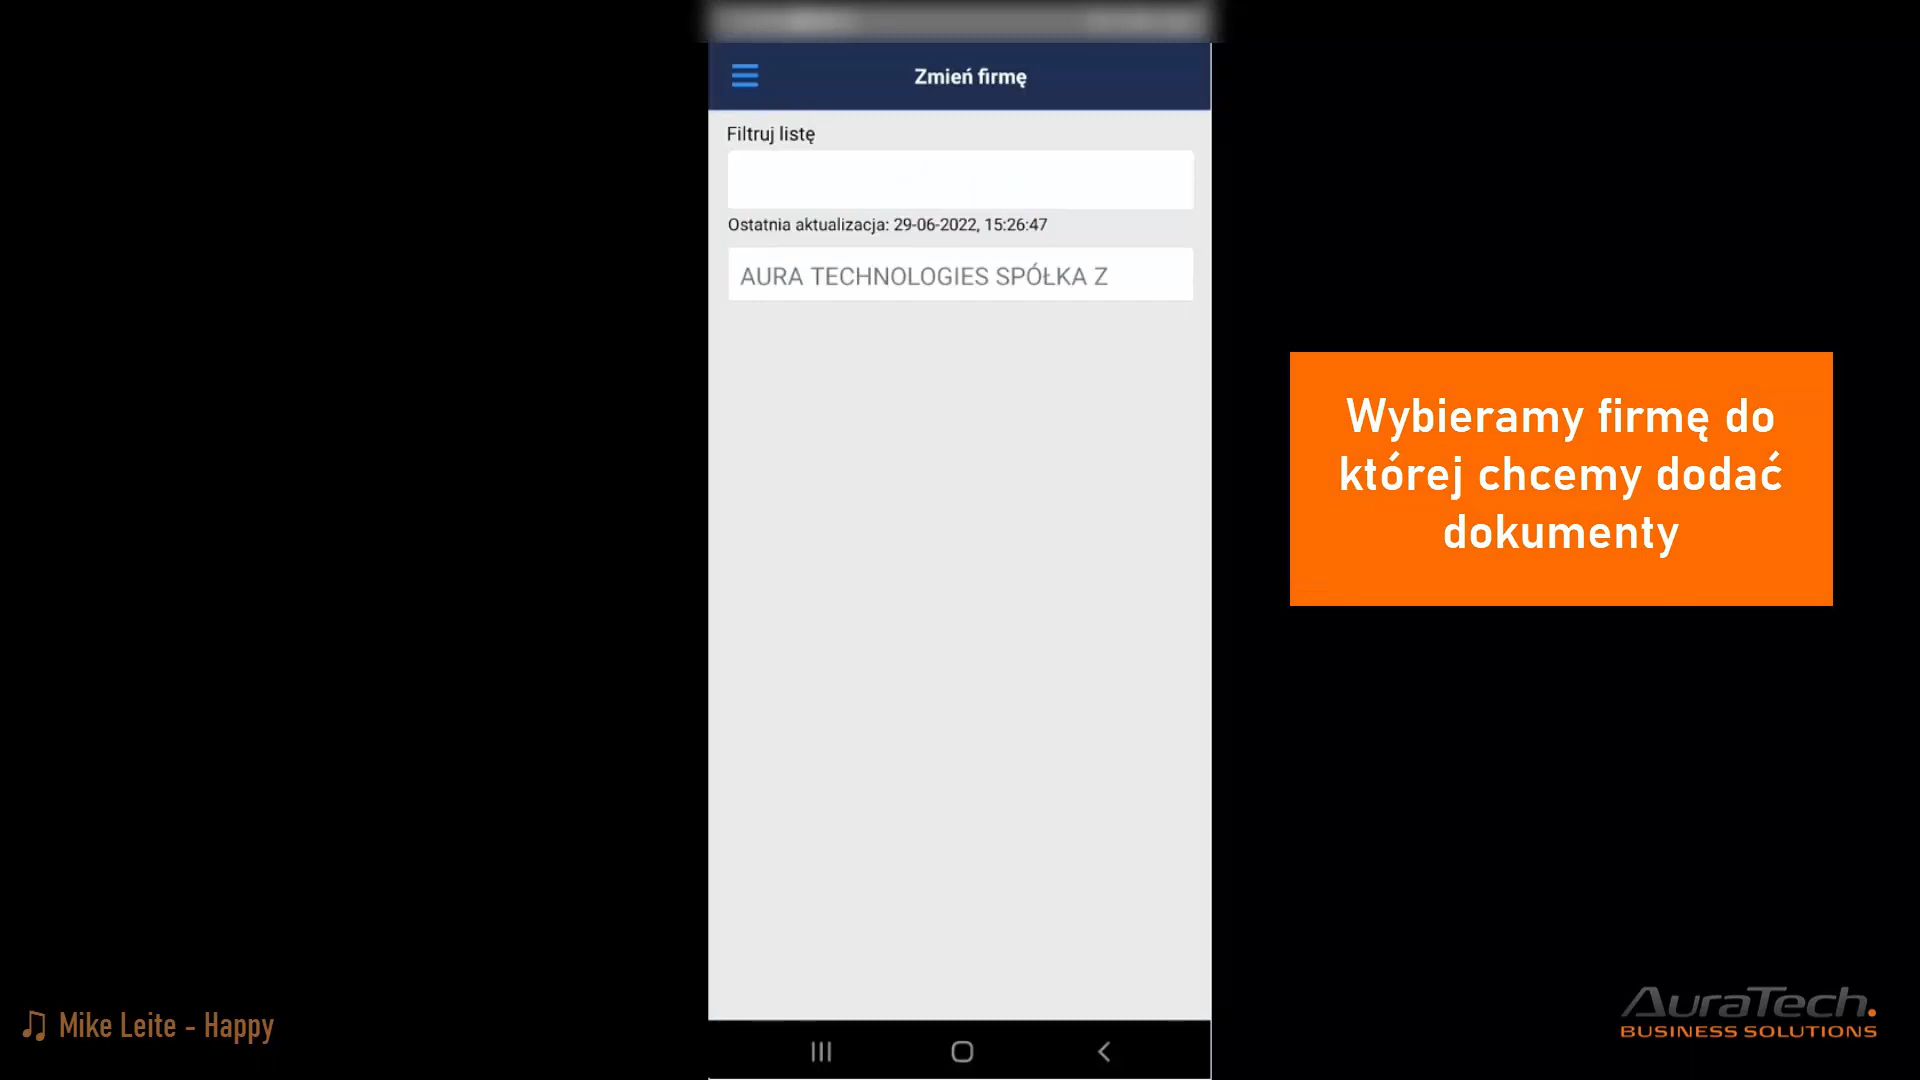 Zmień firmę
Filtruj listę
Ostatnia aktualizacja: 29-06-2022, 15:26:47
AURA TECHNOLOGIES SPÓŁKA Z
Wybieramy firmę do
której chcemy dodać
dokumenty
♫ Mike Leite - Happy
AuraTech.
BUSINESS SOLUTIONS